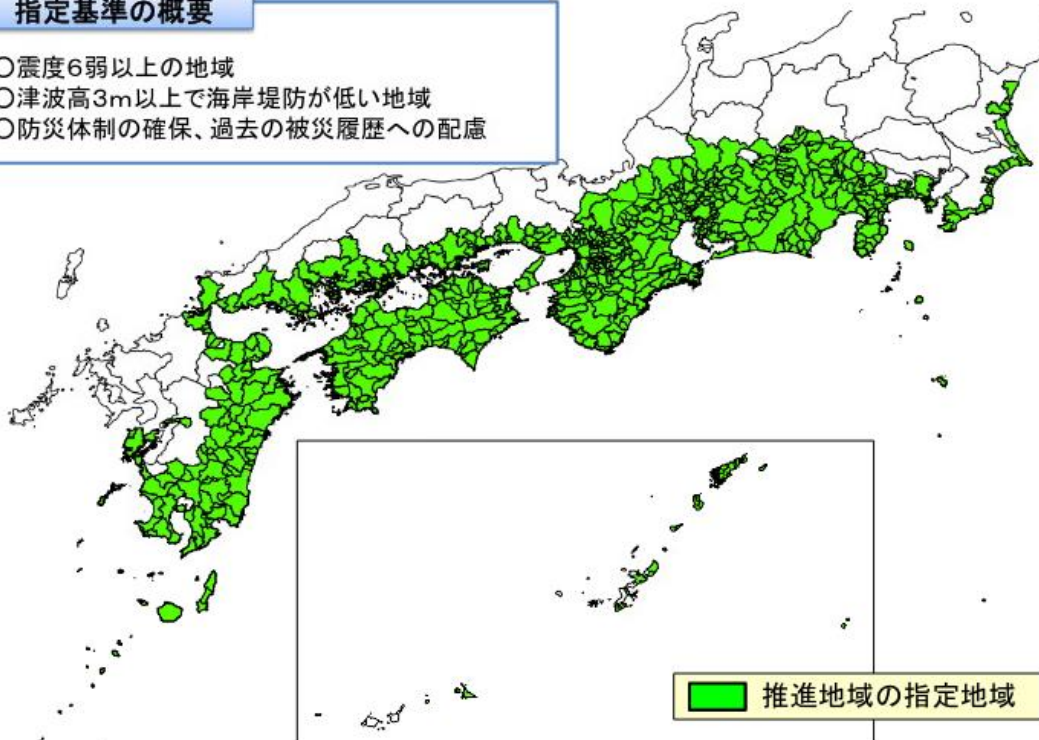 指定基準の概要
○震度6弱以上の地域
○津波高3m以上で海岸堤防が低い地域
○防災体制の確保、過去の被災履歴への配慮
推進地域の指定地域